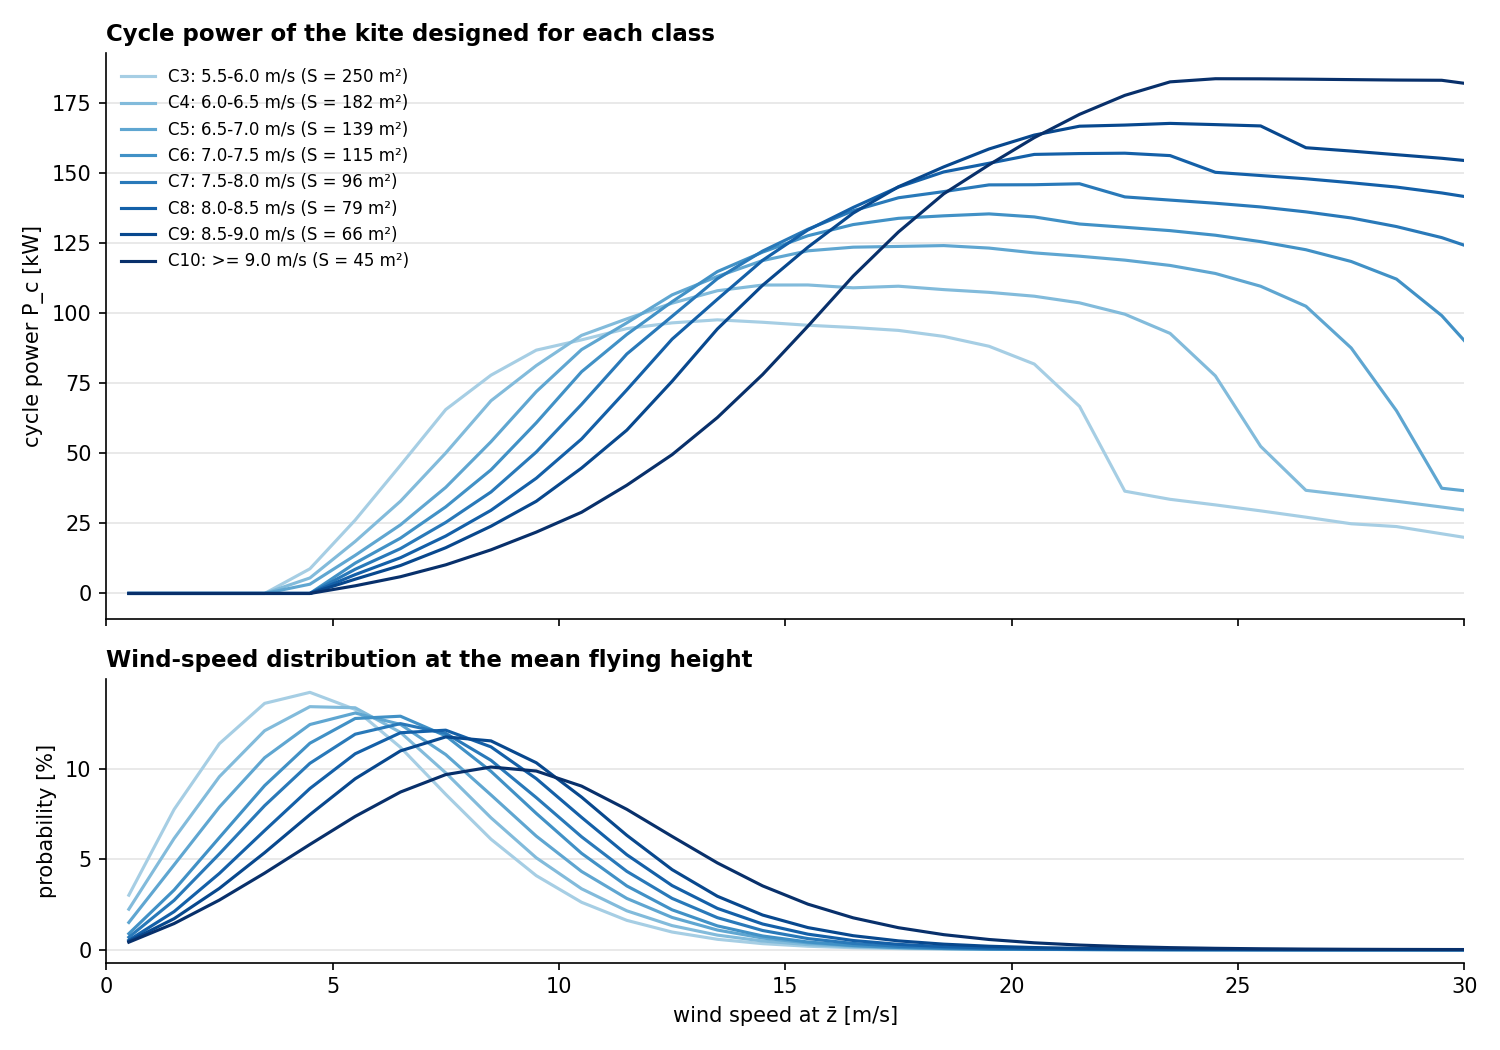 Cycle power of the kite designed for each class
cycle power P_c [kW]
175
150
125
100
75
50
25
0
C3: 5.5-6.0 m/s (S = 250 m²)
C4: 6.0-6.5 m/s (S = 182 m²)
C5: 6.5-7.0 m/s (S = 139 m²)
C6: 7.0-7.5 m/s (S = 115 m²)
C7: 7.5-8.0 m/s (S = 96 m²)
C8: 8.0-8.5 m/s (S = 79 m²)
C9: 8.5-9.0 m/s (S = 66 m²)
C10: >= 9.0 m/s (S = 45 m²)
Wind-speed distribution at the mean flying height
probability [%]
10
5
0
0 5 10 15 20 25 30
wind speed at z̄ [m/s]